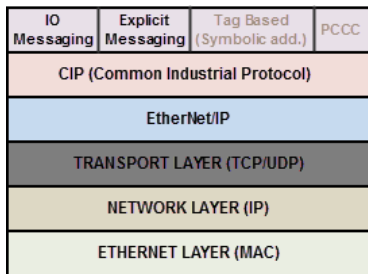 IO Messaging
Explicit Messaging
Tag Based (Symbolic add.)
PCCC
CIP (Common Industrial Protocol)
EtherNet/IP
TRANSPORT LAYER (TCP/UDP)
NETWORK LAYER (IP)
ETHERNET LAYER (MAC)